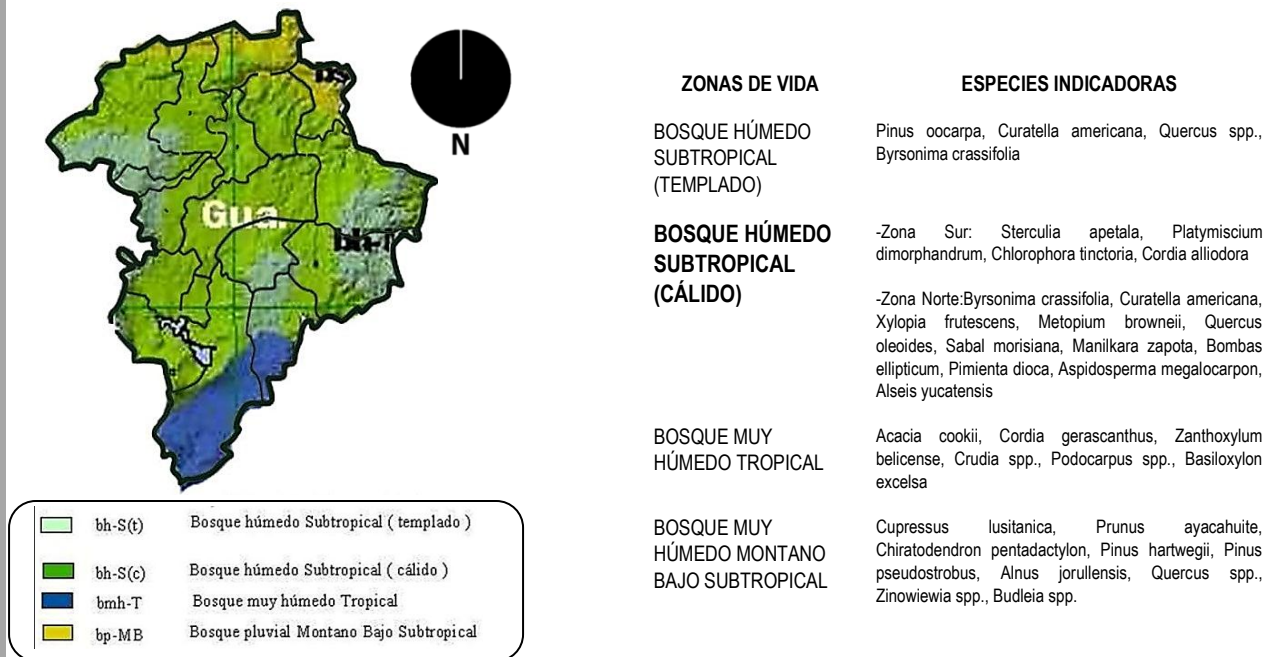 N
Gua.
bh-
ZONAS DE VIDA
ESPECIES INDICADORAS
BOSQUE HÚMEDO
SUBTROPICAL
(TEMPLADO)
Pinus oocarpa, Curatella americana, Quercus spp.,
Byrsonima crassifolia
BOSQUE HÚMEDO
SUBTROPICAL
(CÁLIDO)
-Zona Sur: Sterculia apetala, Platymiscium
dimorphandrum, Chlorophora tinctoria, Cordia alliodora
-Zona Norte:Byrsonima crassifolia, Curatella americana,
Xylopia frutescens, Metopium browneii, Quercus
oleoides, Sabal morisiana, Manilkara zapota, Bombas
ellipticum, Pimienta dioca, Aspidosperma megalocarpon,
Alseis yucatensis
BOSQUE MUY
HÚMEDO TROPICAL
Acacia cookii, Cordia gerascanthus, Zanthoxylum
belicense, Crudia spp., Podocarpus spp., Basiloxylon
excelsa
BOSQUE MUY
HÚMEDO MONTANO
BAJO SUBTROPICAL
Cupressus lusitanica, Prunus ayacahuite,
Chiratodendron pentadactylon, Pinus hartwegii, Pinus
pseudostrobus, Alnus jorullensis, Quercus spp.,
Zinowiewia spp., Budleia spp.
bh-S(t) Bosque húmedo Subtropical ( templado )
bh-S(c) Bosque húmedo Subtropical ( cálido )
bmh-T Bosque muy húmedo Tropical
bp-MB Bosque pluvial Montano Bajo Subtropical